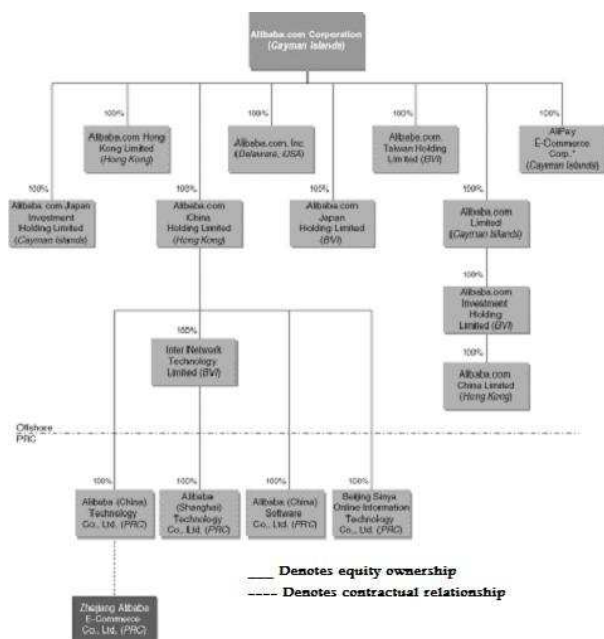 Alibaba.com Corporation
(Cayman Islands)
100%
Alibaba.com Hong
Kong Limited
(Hong Kong)
100%
Alibaba.com, Inc.
(Delaware, USA)
100%
Alibaba.com
Taiwan Holding
Limited (BVI)
100%
AliPay
E-Commerce
Corp.*
(Cayman Islands)
100%
Alibaba.com Japan
Investment
Holding Limited
(Cayman Islands)
100%
Alibaba.com
China
Holding Limited
(Hong Kong)
100%
Alibaba.com
Japan
Holding Limited
(BVI)
100%
Alibaba.com
Limited
(Cayman Islands)
100%
Alibaba.com
Investment
Holding
Limited (BVI)
100%
Inter Network
Technology
Limited (BVI)
100%
Alibaba.com
China Limited
(Hong Kong)
Offshore
PRC
100%
Alibaba (China)
Technology
Co., Ltd. (PRC)
100%
Alibaba
(Shanghai)
Technology
Co., Ltd. (PRC)
100%
Alibaba (China)
Software
Co., Ltd. (PRC)
100%
Beijing Sinya
Online Information
Technology
Co., Ltd. (PRC)
___ Denotes equity ownership
---- Denotes contractual relationship
Zhejiang Alibaba
E-Commerce
Co., Ltd. (PRC)